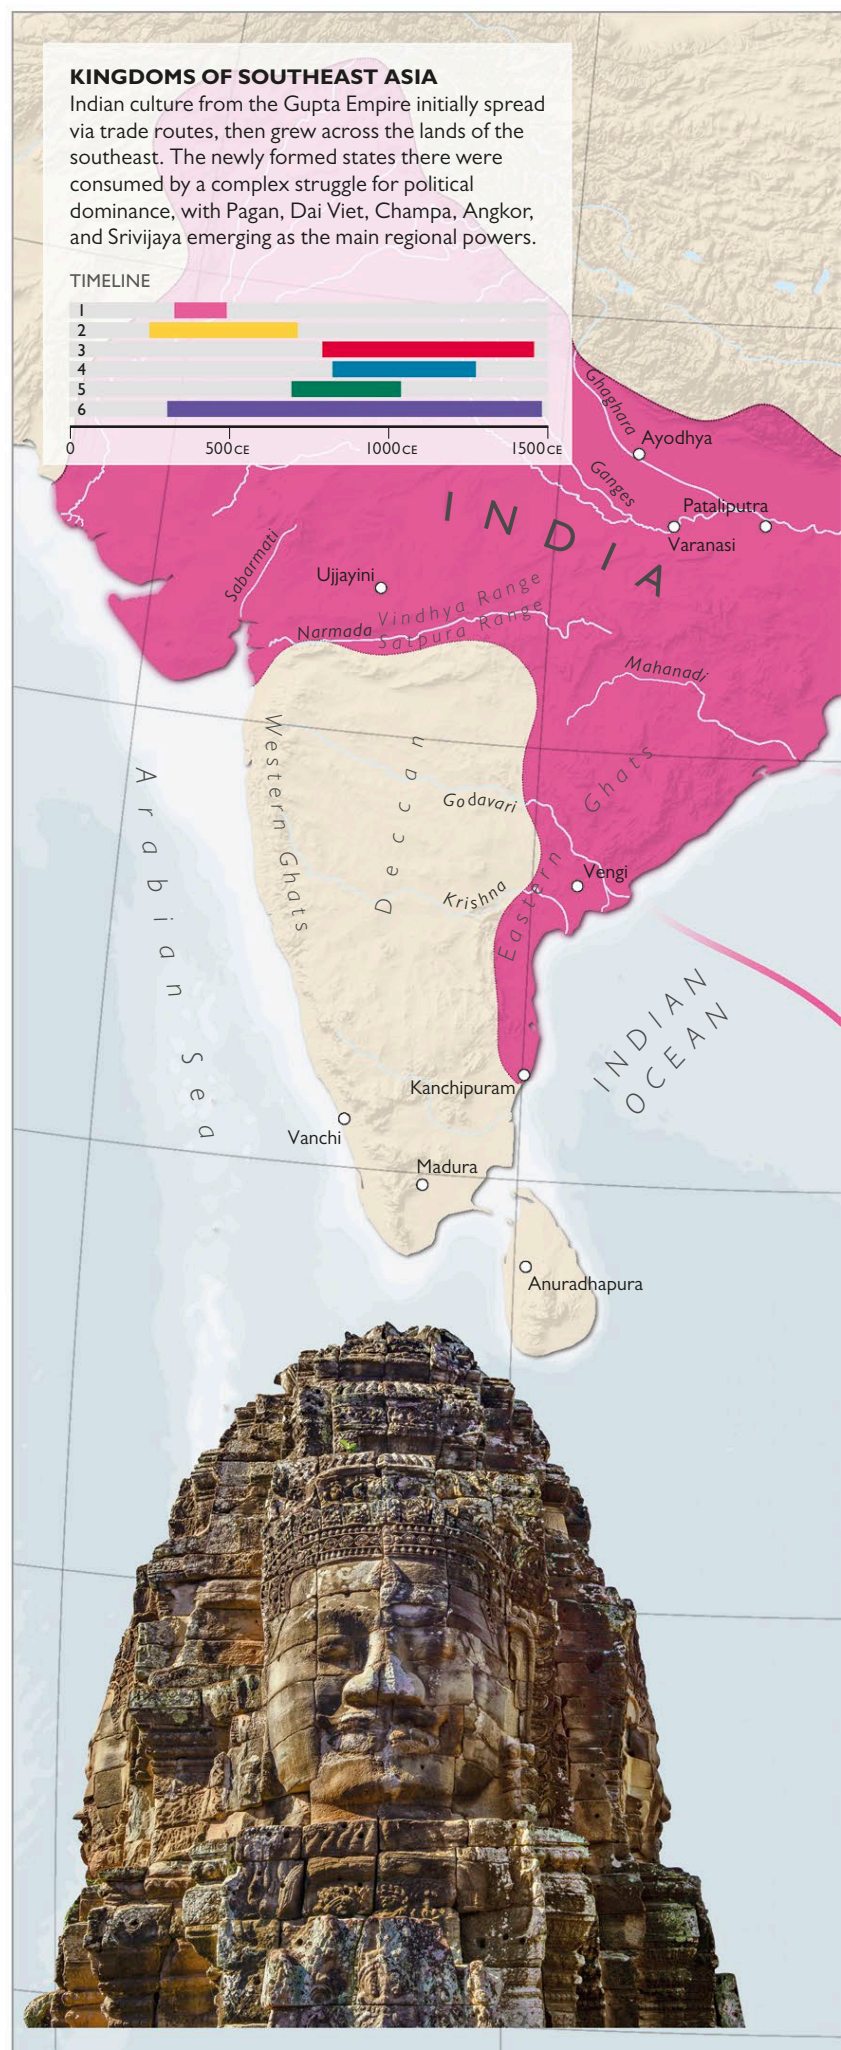 KINGDOMS OF SOUTHEAST ASIA
Indian culture from the Gupta Empire initially spread
via trade routes, then grew across the lands of the
southeast. The newly formed states there were
consumed by a complex struggle for political
dominance, with Pagan, Dai Viet, Champa, Angkor,
and Srivijaya emerging as the main regional powers.
TIMELINE
1
2
3
4
5
6
0 500CE 1000CE 1500CE
Ghaghara
Ayodhya
Ganges
Pataliputra
Varanasi
INDIA
Sabarmati
Ujjayini
Vindhya Range
Narmada
Satpura Range
Mahanadi
Western Ghats
Deccan
Godavari
Eastern Ghats
Arabian Sea
Krishna
Vengi
INDIAN
OCEAN
Kanchipuram
Vanchi
Madura
Anuradhapura